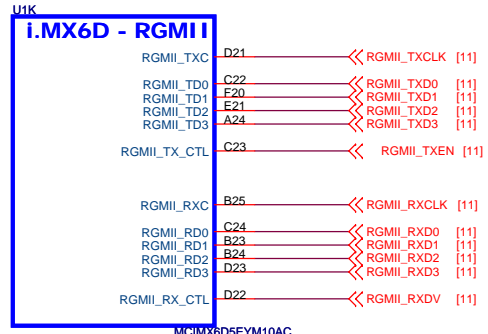 U1K
i.MX6D - RGMII
RGMII_TXC D21 RGMII_TXCLK [11]
RGMII_TD0 C22 RGMII_TXD0 [11]
RGMII_TD1 F20 RGMII_TXD1 [11]
RGMII_TD2 E21 RGMII_TXD2 [11]
RGMII_TD3 A24 RGMII_TXD3 [11]
RGMII_TX_CTL C23 RGMII_TXEN [11]
RGMII_RXC B25 RGMII_RXCLK [11]
RGMII_RD0 C24 RGMII_RXD0 [11]
RGMII_RD1 B23 RGMII_RXD1 [11]
RGMII_RD2 B24 RGMII_RXD2 [11]
RGMII_RD3 D23 RGMII_RXD3 [11]
RGMII_RX_CTL D22 RGMII_RXDV [11]
MCIMX6D5EYM10AC